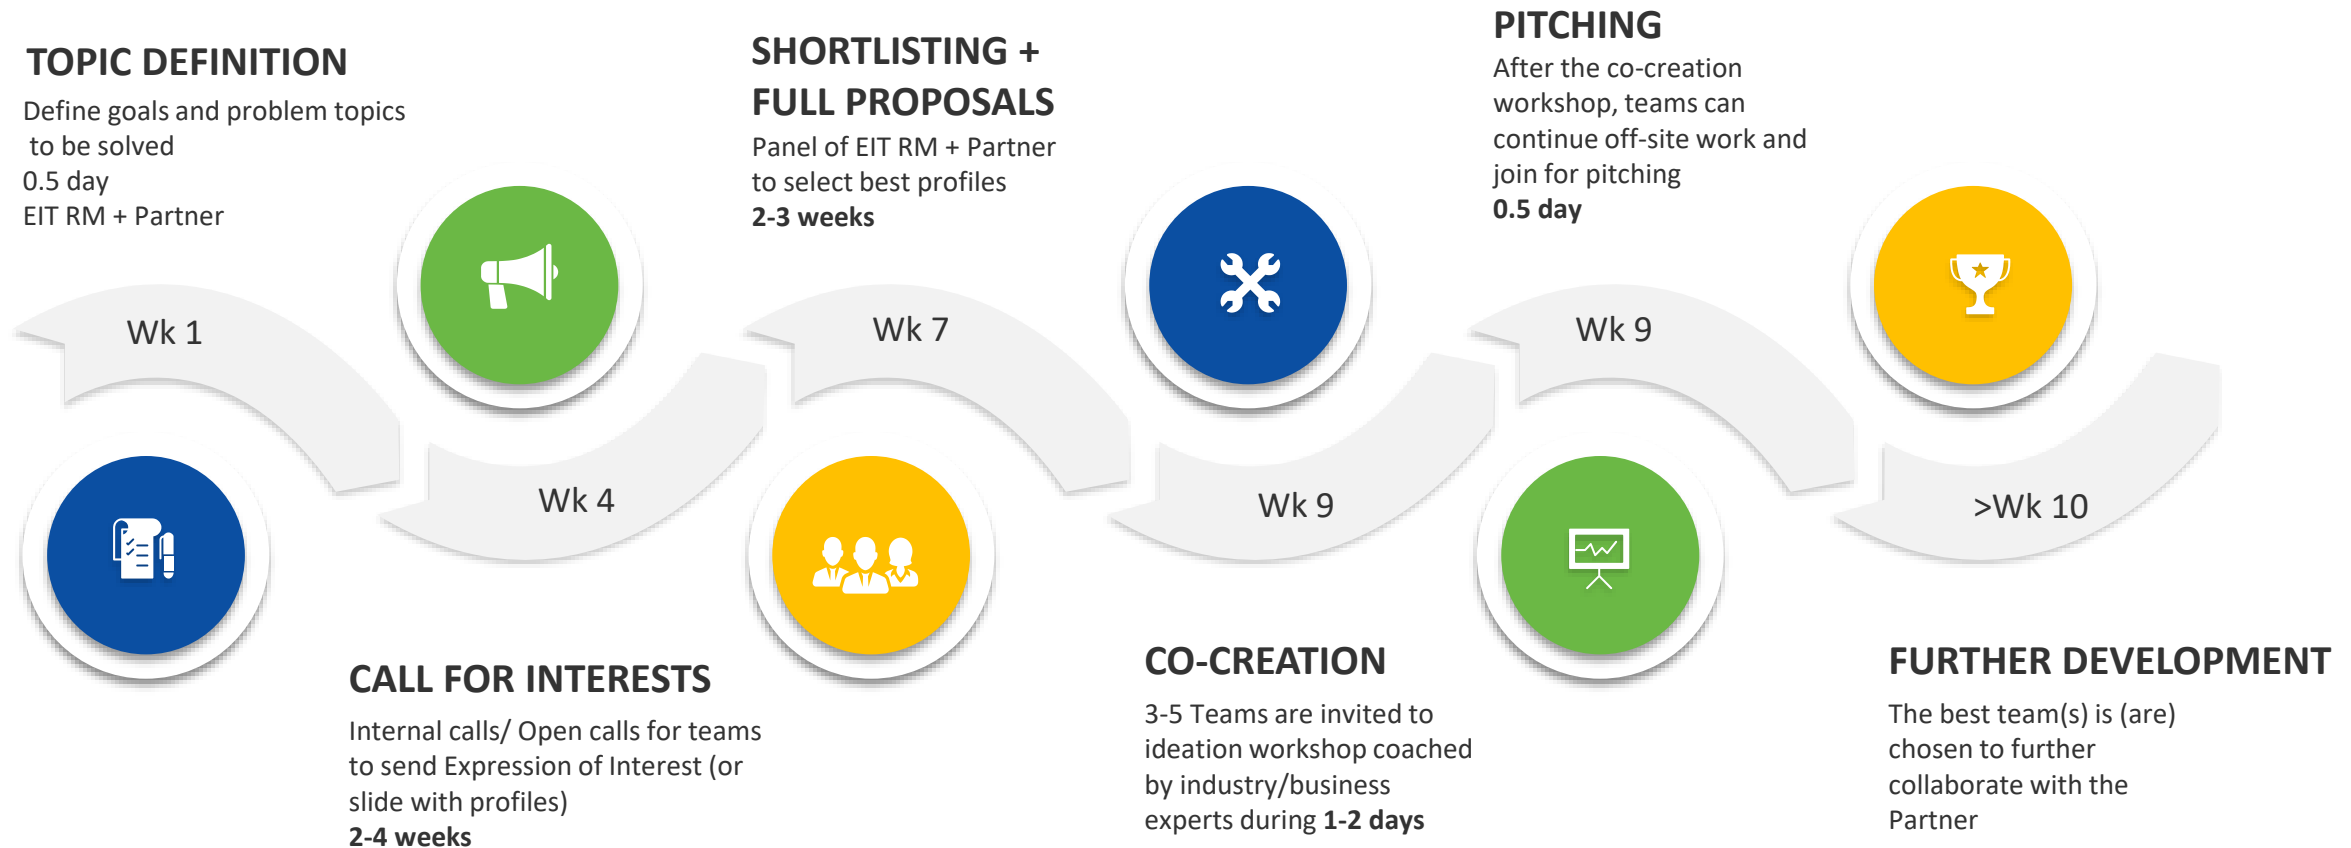 TOPIC DEFINITION
Define goals and problem topics
to be solved
0.5 day
EIT RM + Partner
Wk 1
CALL FOR INTERESTS
Internal calls/ Open calls for teams
to send Expression of Interest (or
slide with profiles)
2-4 weeks
Wk 4
SHORTLISTING +
FULL PROPOSALS
Panel of EIT RM + Partner
to select best profiles
2-3 weeks
Wk 7
CO-CREATION
3-5 Teams are invited to
ideation workshop coached
by industry/business
experts during 1-2 days
Wk 9
PITCHING
After the co-creation
workshop, teams can
continue off-site work and
join for pitching
0.5 day
Wk 9
FURTHER DEVELOPMENT
The best team(s) is (are)
chosen to further
collaborate with the
Partner
>Wk 10